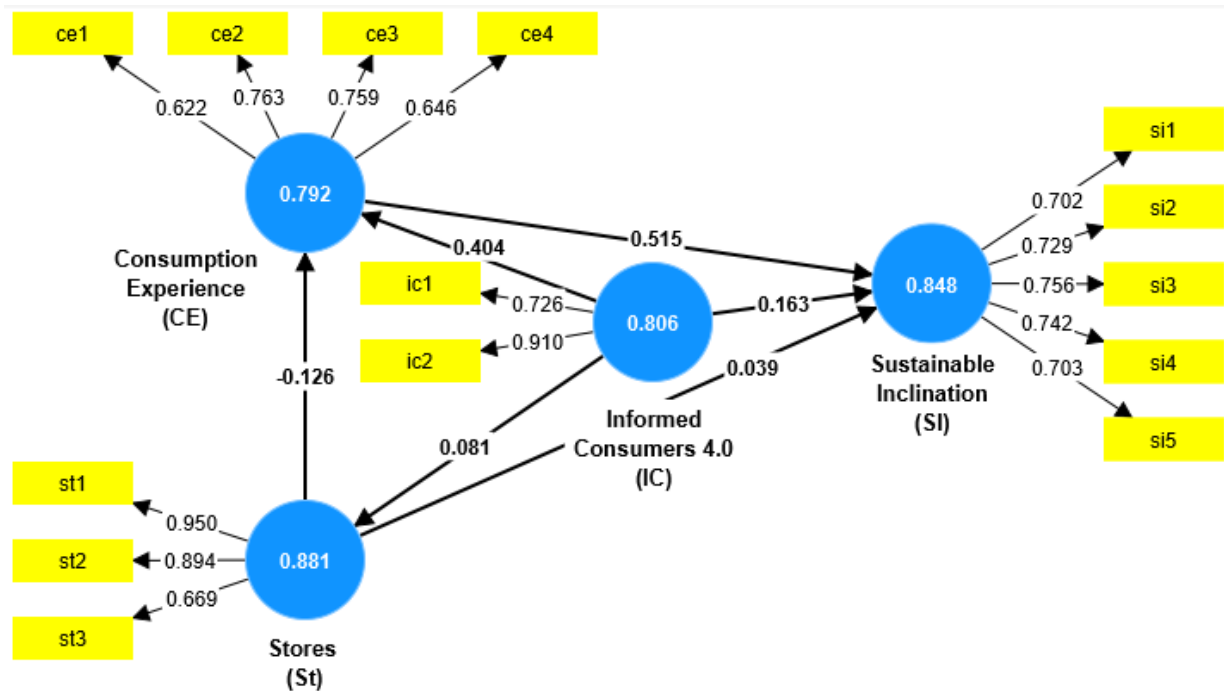 ce1 ce2 ce3 ce4
0.622 0.763 0.759 0.646
0.792
Consumption
Experience
(CE)
0.404
0.515
si1
0.702
si2
0.729
0.848
0.756
si3
0.742
si4
0.703
si5
Sustainable
Inclination
(SI)
ic1
0.726
ic2
0.910
0.806
0.163
Informed
Consumers 4.0
(IC)
0.039
-0.126
0.081
st1
0.950
st2
0.894
0.881
st3
0.669
Stores
(St)